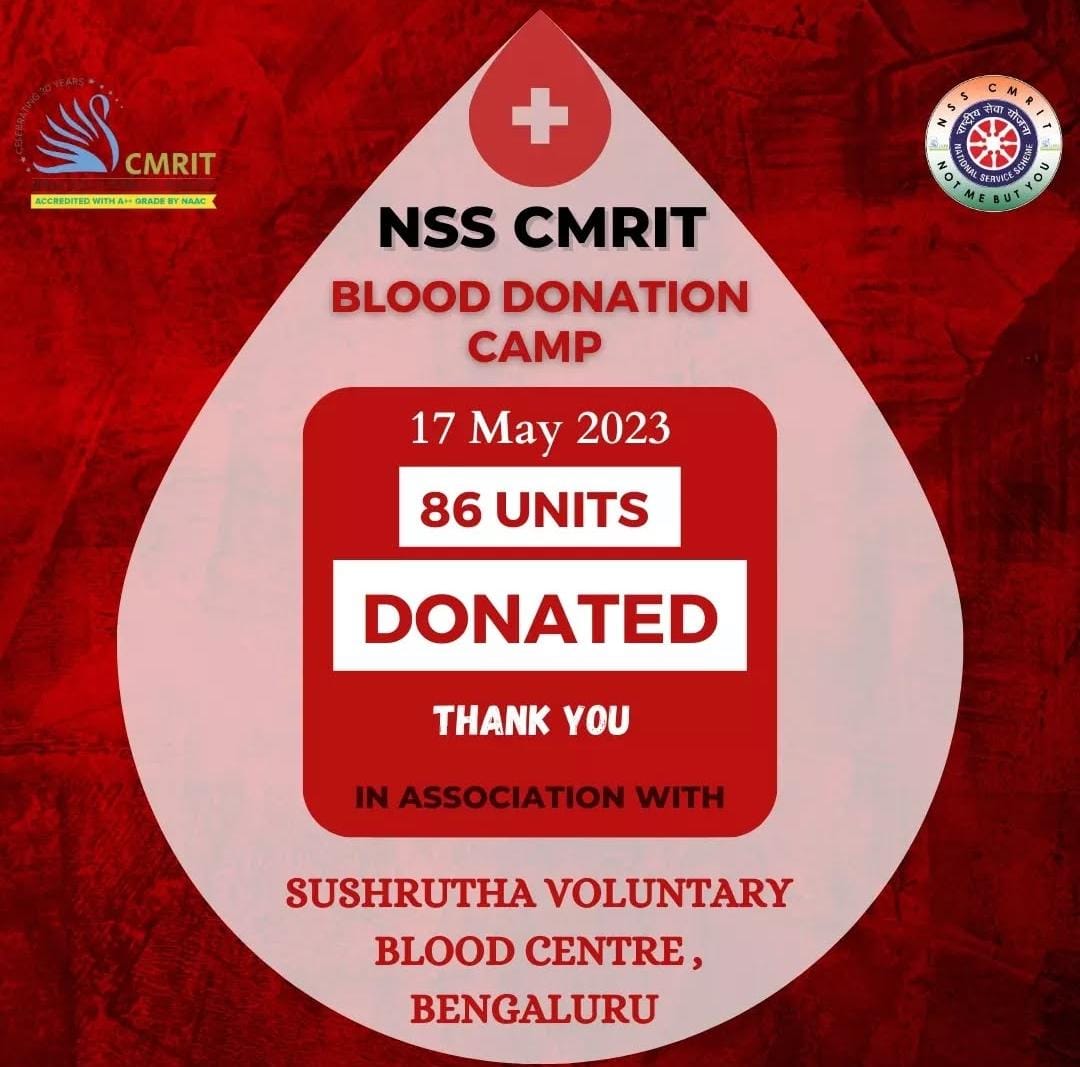 CELEBRATING 20 YEARS
CMRIT
ACCREDITED WITH A++ GRADE BY NAAC
NSS CMRIT
राष्ट्रीय सेवा योजना
NATIONAL SERVICE SCHEME
NOT ME BUT YOU
NSS CMRIT
BLOOD DONATION
CAMP
17 May 2023
86 UNITS
DONATED
THANK YOU
IN ASSOCIATION WITH
SUSHRUTHA VOLUNTARY
BLOOD CENTRE ,
BENGALURU